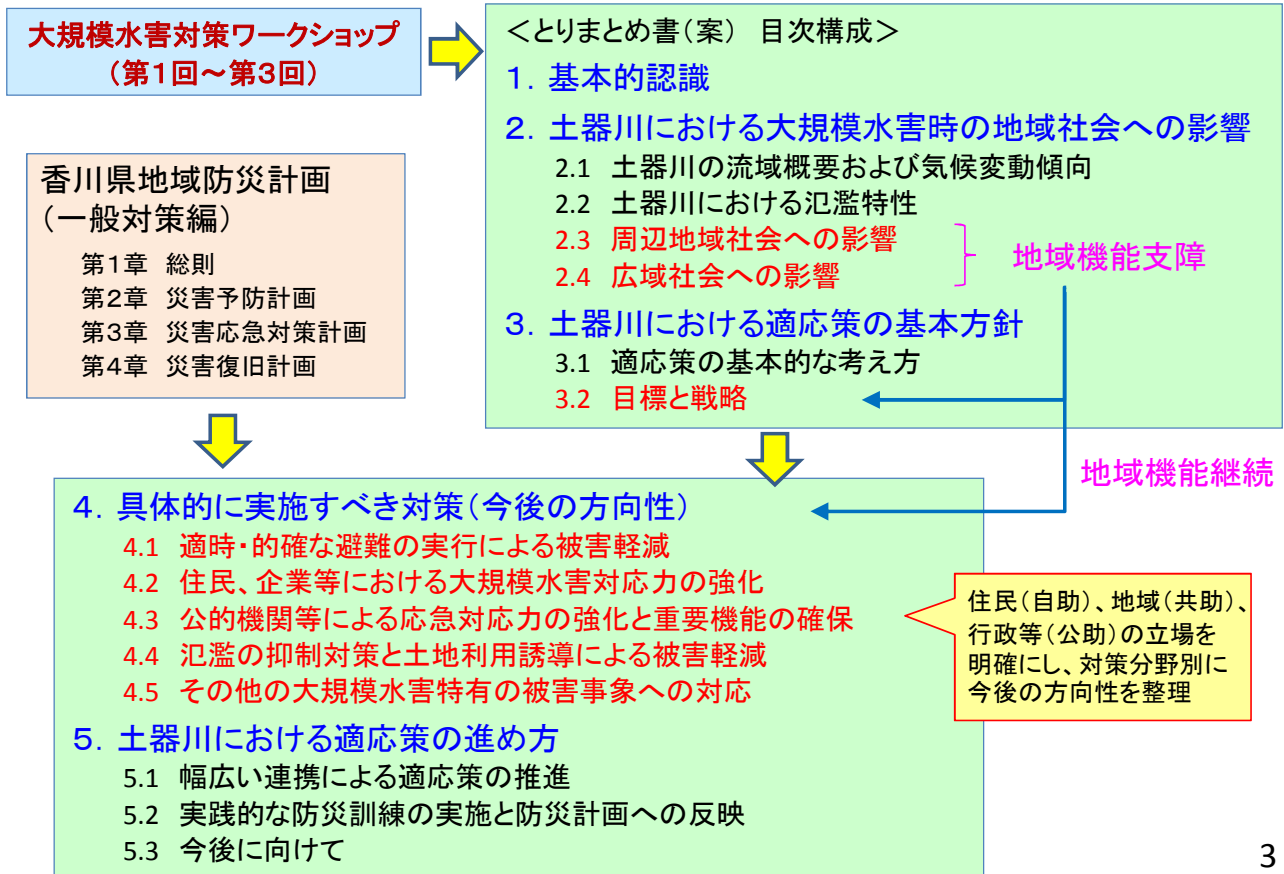 大規模水害対策ワークショップ
(第1回～第3回)
＜とりまとめ書(案) 目次構成＞
１．基本的認識
２．土器川における大規模水害時の地域社会への影響
2.1 土器川の流域概要および気候変動傾向
2.2 土器川における氾濫特性
2.3 周辺地域社会への影響
2.4 広域社会への影響
地域機能支障
３．土器川における適応策の基本方針
3.1 適応策の基本的な考え方
3.2 目標と戦略
香川県地域防災計画
(一般対策編)
第１章 総則
第２章 災害予防計画
第３章 災害応急対策計画
第４章 災害復旧計画
地域機能継続
４．具体的に実施すべき対策(今後の方向性)
4.1 適時・的確な避難の実行による被害軽減
4.2 住民、企業等における大規模水害対応力の強化
4.3 公的機関等による応急対応力の強化と重要機能の確保
4.4 氾濫の抑制対策と土地利用誘導による被害軽減
4.5 その他の大規模水害特有の被害事象への対応
住民(自助)、地域(共助)、
行政等(公助)の立場を
明確にし、対策分野別に
今後の方向性を整理
５．土器川における適応策の進め方
5.1 幅広い連携による適応策の推進
5.2 実践的な防災訓練の実施と防災計画への反映
5.3 今後に向けて
3